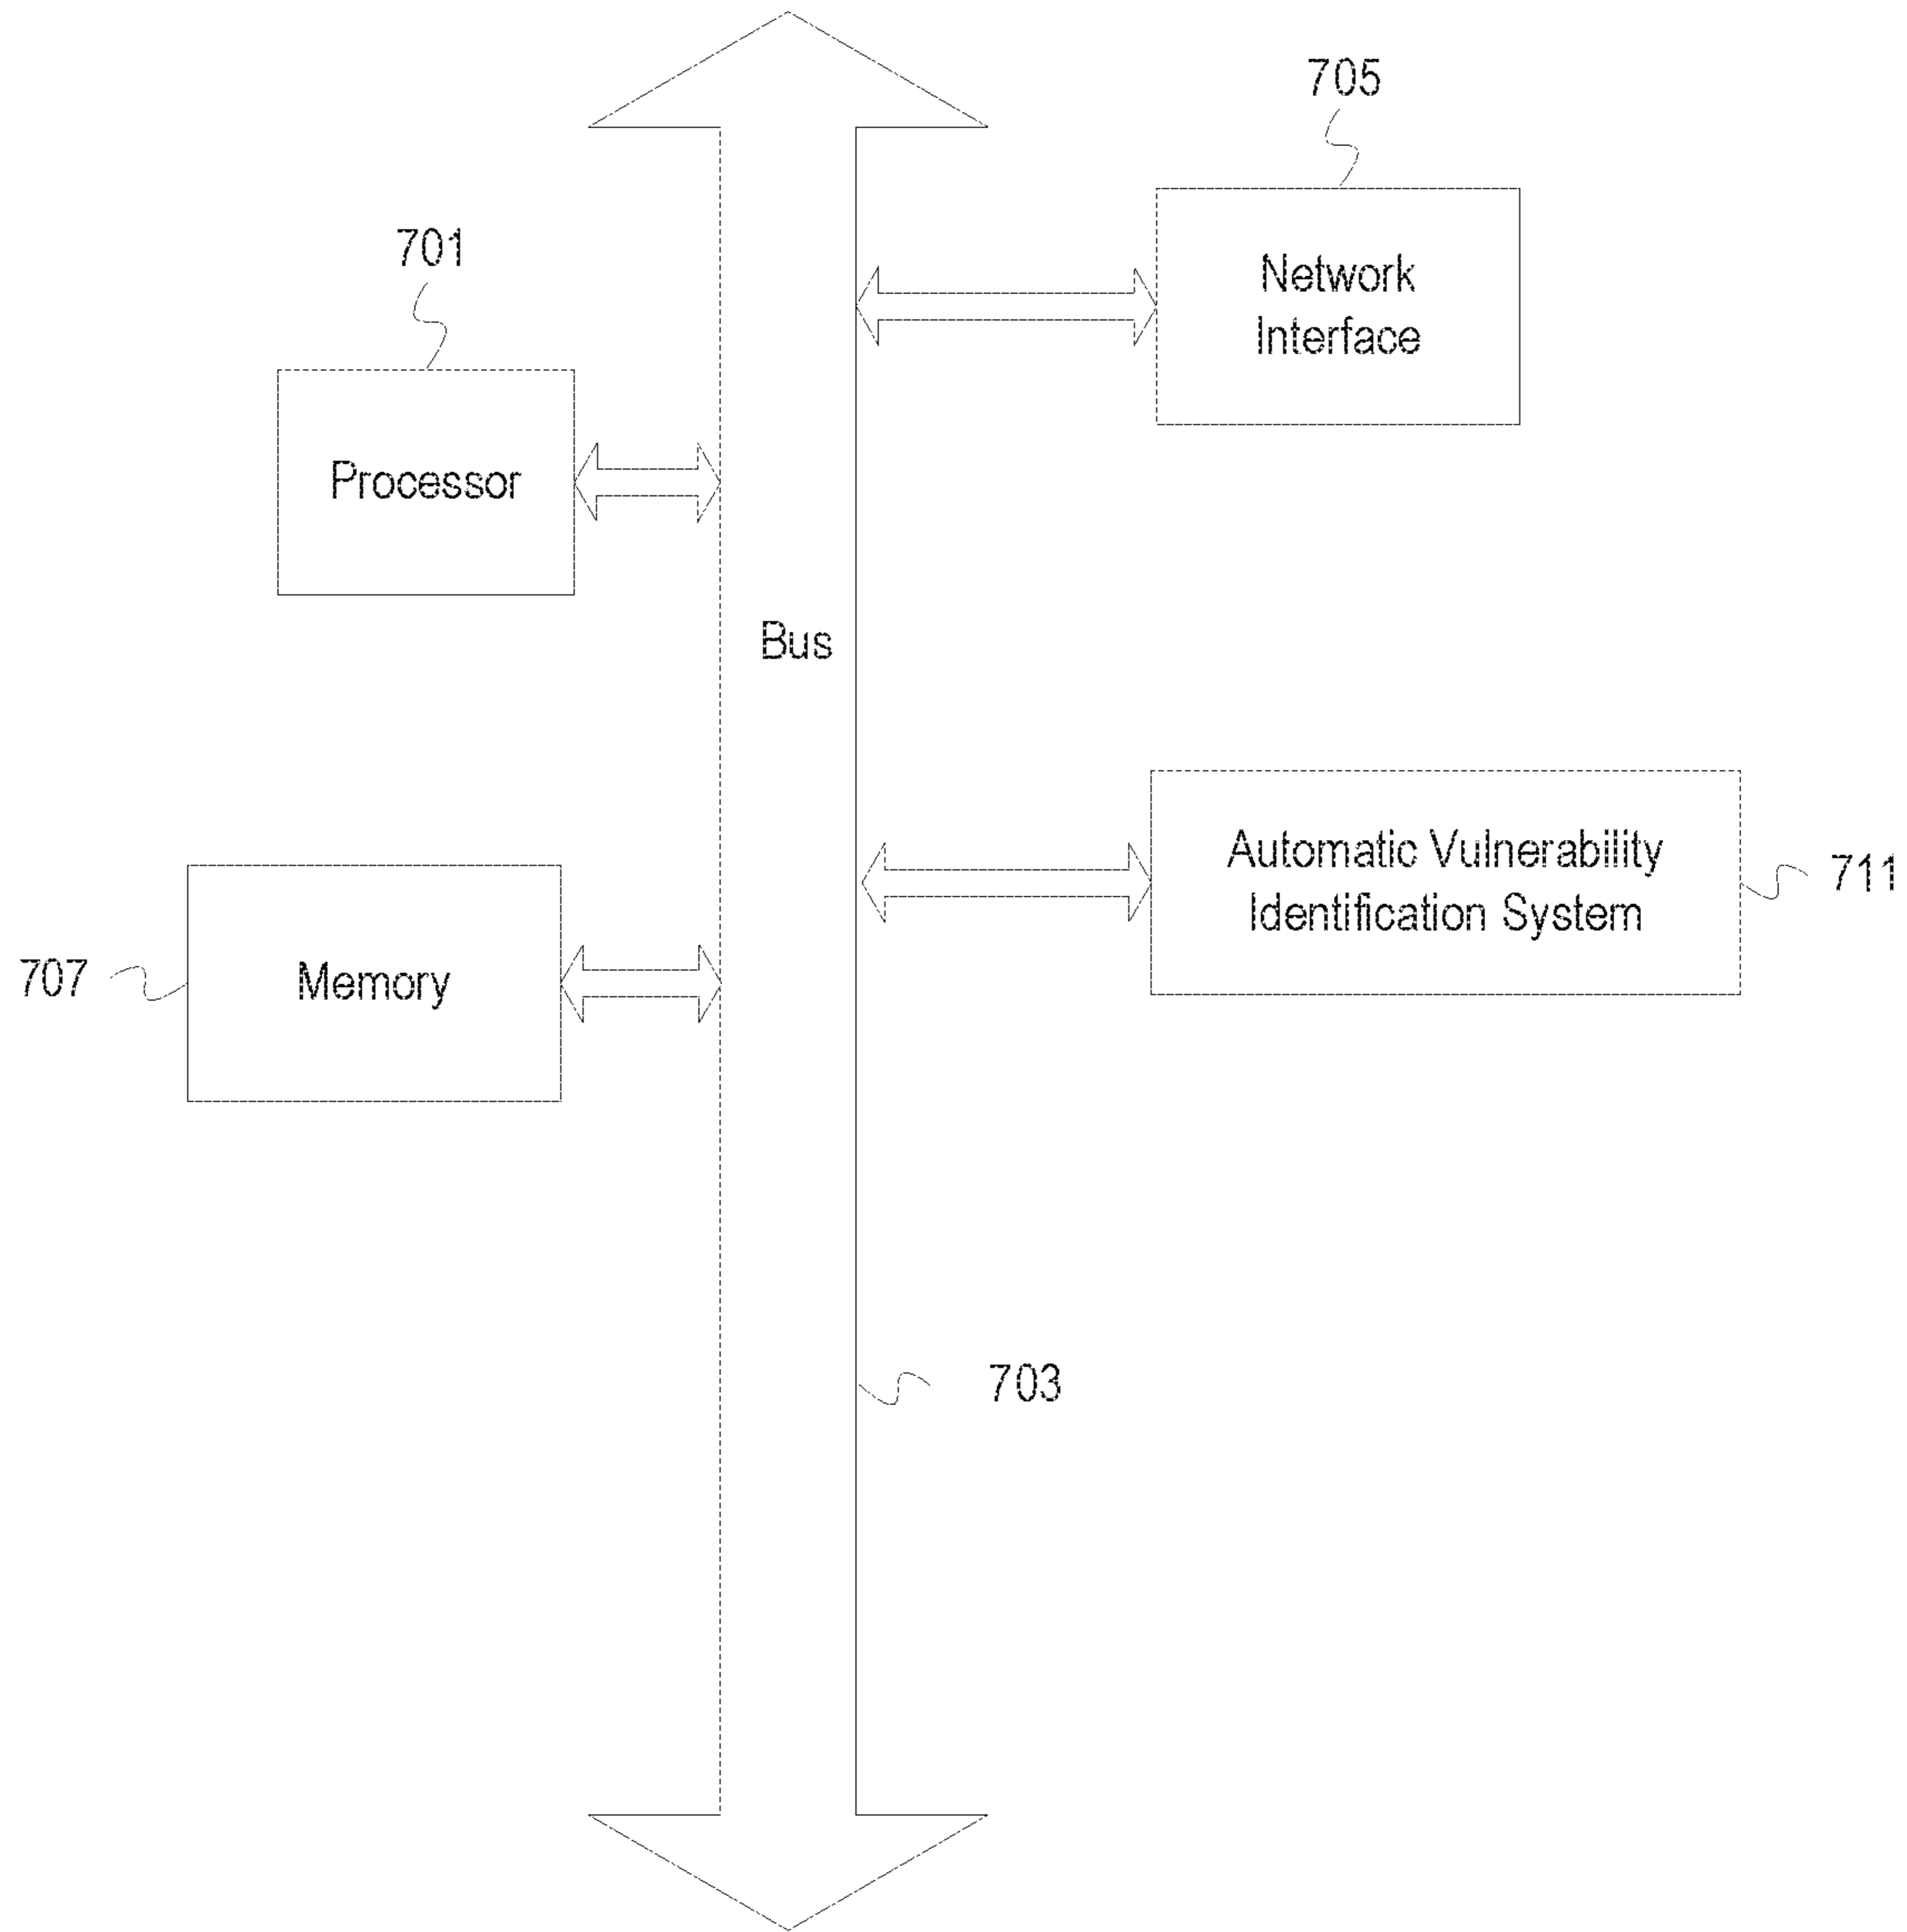 705
701
Network
Interface
Processor
Bus
Automatic Vulnerability
Identification System
711
707
Memory
703